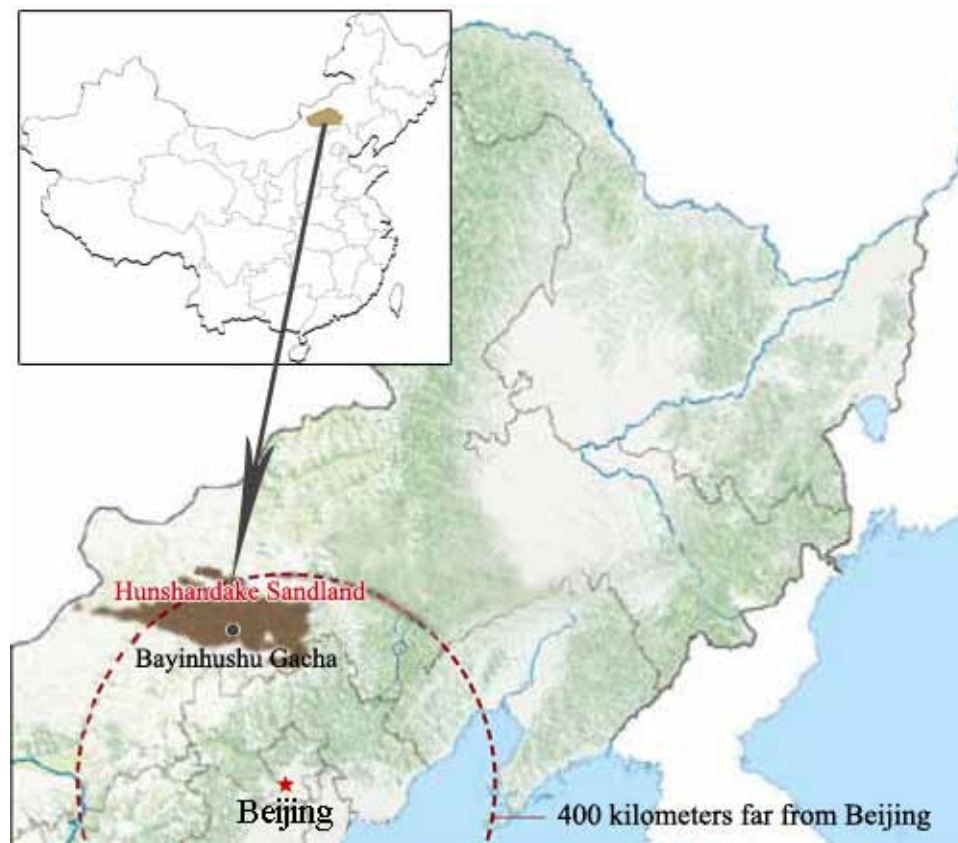 Hunshandake Sandland
Bayinhushu Gacha
Beijing
400 kilometers far from Beijing